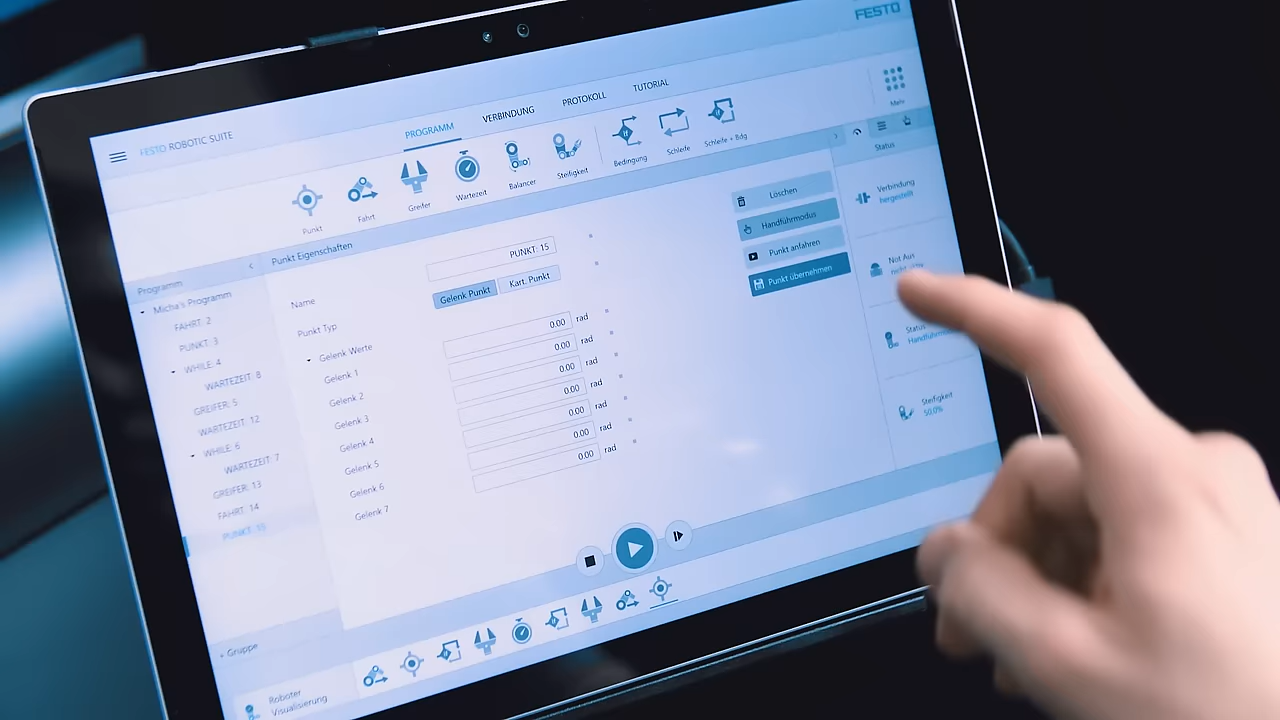 FESTO
FESTO ROBOTIC SUITE
PROGRAMM
VERBINDUNG
PROTOKOLL
TUTORIAL
Punkt
Fahrt
Greifer
Wartezeit
Balancer
Steifigkeit
Bedingung
Schleife
Schleife + Bdg
Mehr
Programm
Micha's Programm
FAHRT: 2
PUNKT: 3
WHILE: 4
WARTEZEIT: 8
GREIFER: 5
WARTEZEIT: 12
WHILE: 6
WARTEZEIT: 7
GREIFER: 13
FAHRT: 14
PUNKT: 15
Gruppe
Roboter
Visualisierung
Punkt Eigenschaften
Name
PUNKT: 15
Punkt Typ
Gelenk Punkt
Kart. Punkt
Gelenk Werte
Gelenk 1
0.00 rad
Gelenk 2
0.00 rad
Gelenk 3
0.00 rad
Gelenk 4
0.00 rad
Gelenk 5
0.00 rad
Gelenk 6
0.00 rad
Gelenk 7
0.00 rad
Löschen
Handführmodus
Punkt anfahren
Punkt übernehmen
Status
Verbindung
hergestellt
Not Aus
nicht
Status
Steifigkeit
50,0%